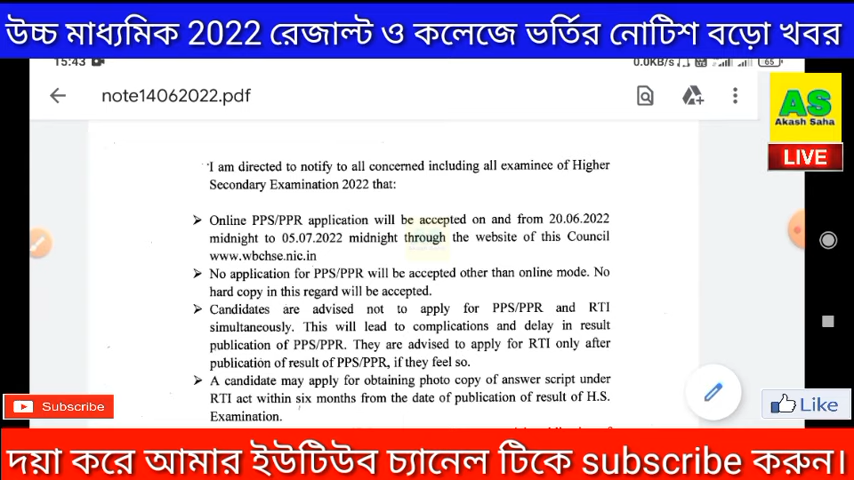 উচ্চ মাধ্যমিক 2022 রেজাল্ট ও কলেজে ভর্তির নোটিশ বড়ো খবর
15:43
0.0KB/s
65
note14062022.pdf
AS
Akash Saha
LIVE
I am directed to notify to all concerned including all examinee of Higher
Secondary Examination 2022 that:
➢ Online PPS/PPR application will be accepted on and from 20.06.2022
midnight to 05.07.2022 midnight through the website of this Council
www.wbchse.nic.in
➢ No application for PPS/PPR will be accepted other than online mode. No
hard copy in this regard will be accepted.
➢ Candidates are advised not to apply for PPS/PPR and RTI
simultaneously. This will lead to complications and delay in result
publication of PPS/PPR. They are advised to apply for RTI only after
publication of result of PPS/PPR, if they feel so.
➢ A candidate may apply for obtaining photo copy of answer script under
RTI act within six months from the date of publication of result of H.S.
Examination.
Subscribe
Like
দয়া করে আমার ইউটিউব চ্যানেল টিকে subscribe করুন।